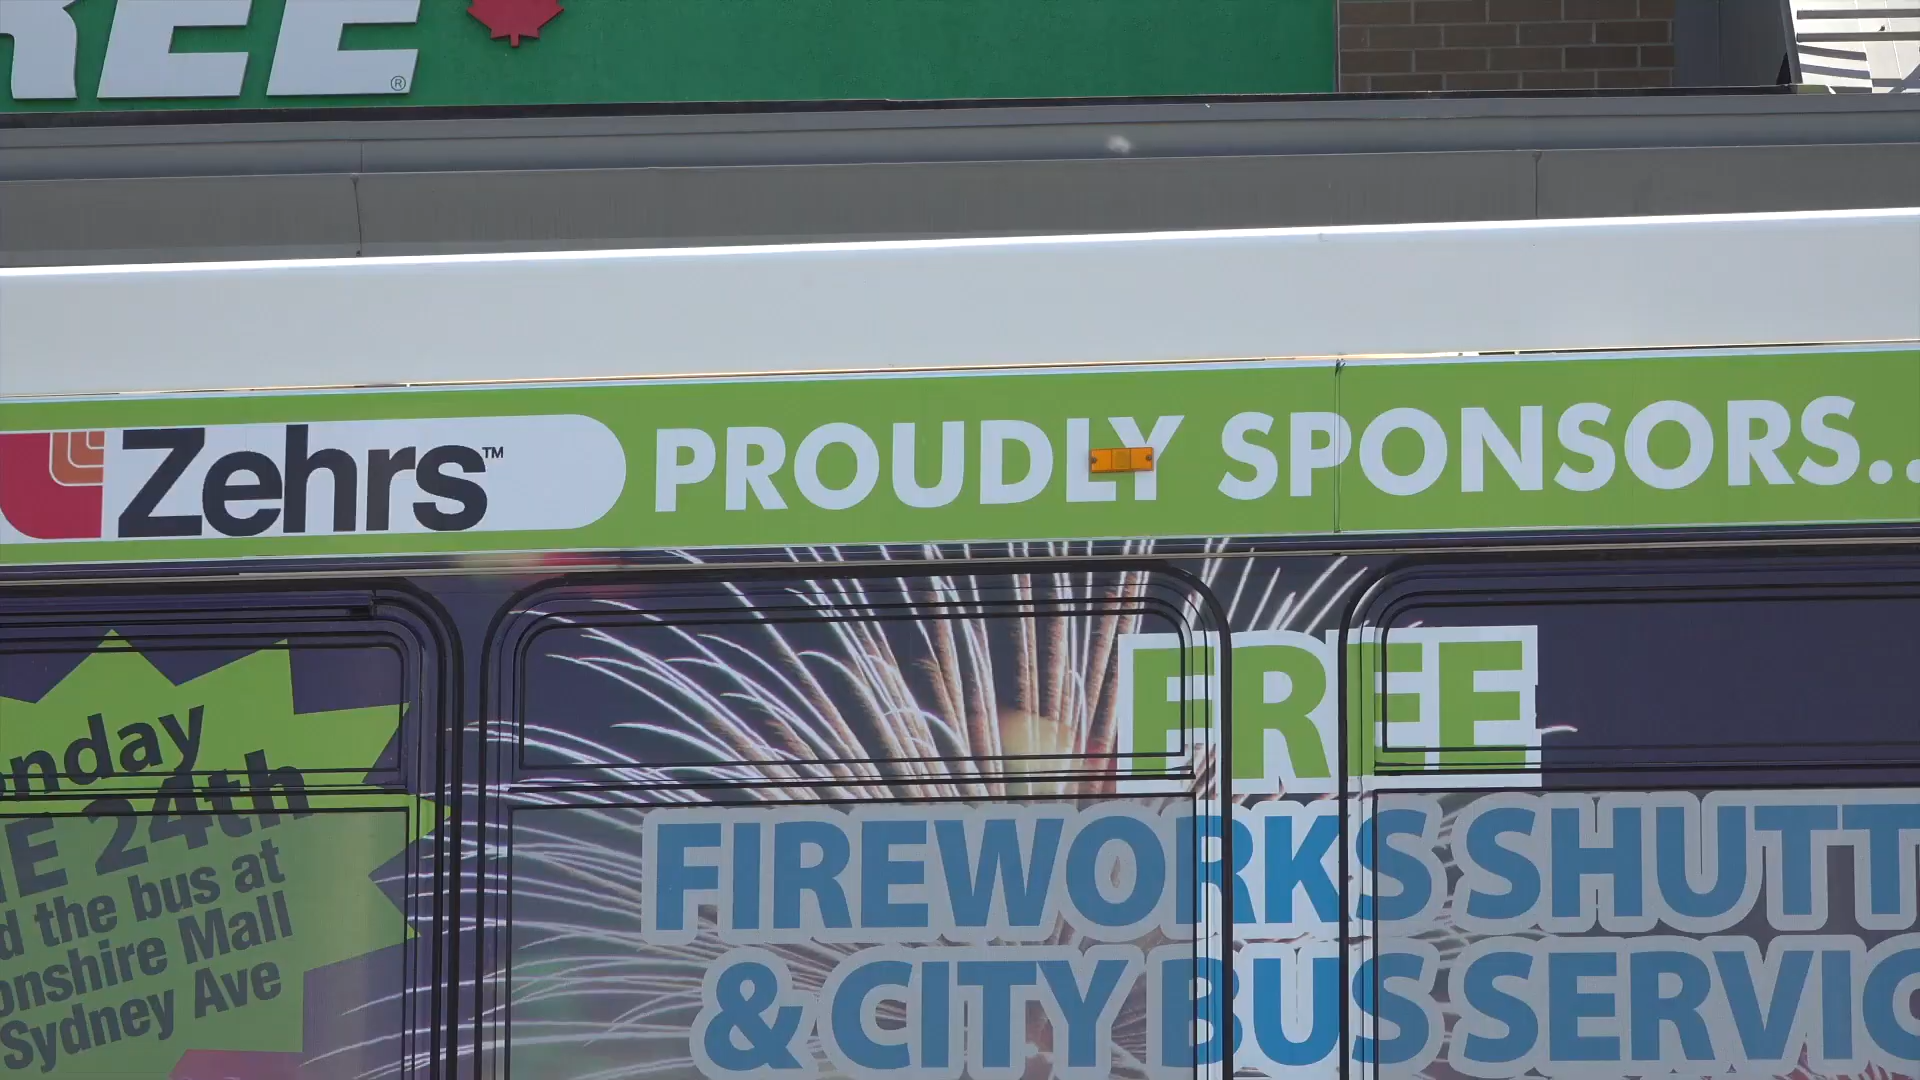 REE®
Zehrs™ PROUDLY SPONSORS..
nday
E 24th
d the bus at
onshire Mall
Sydney Ave
FREE
FIREWORKS SHUTT
& CITY BUS SERVIC